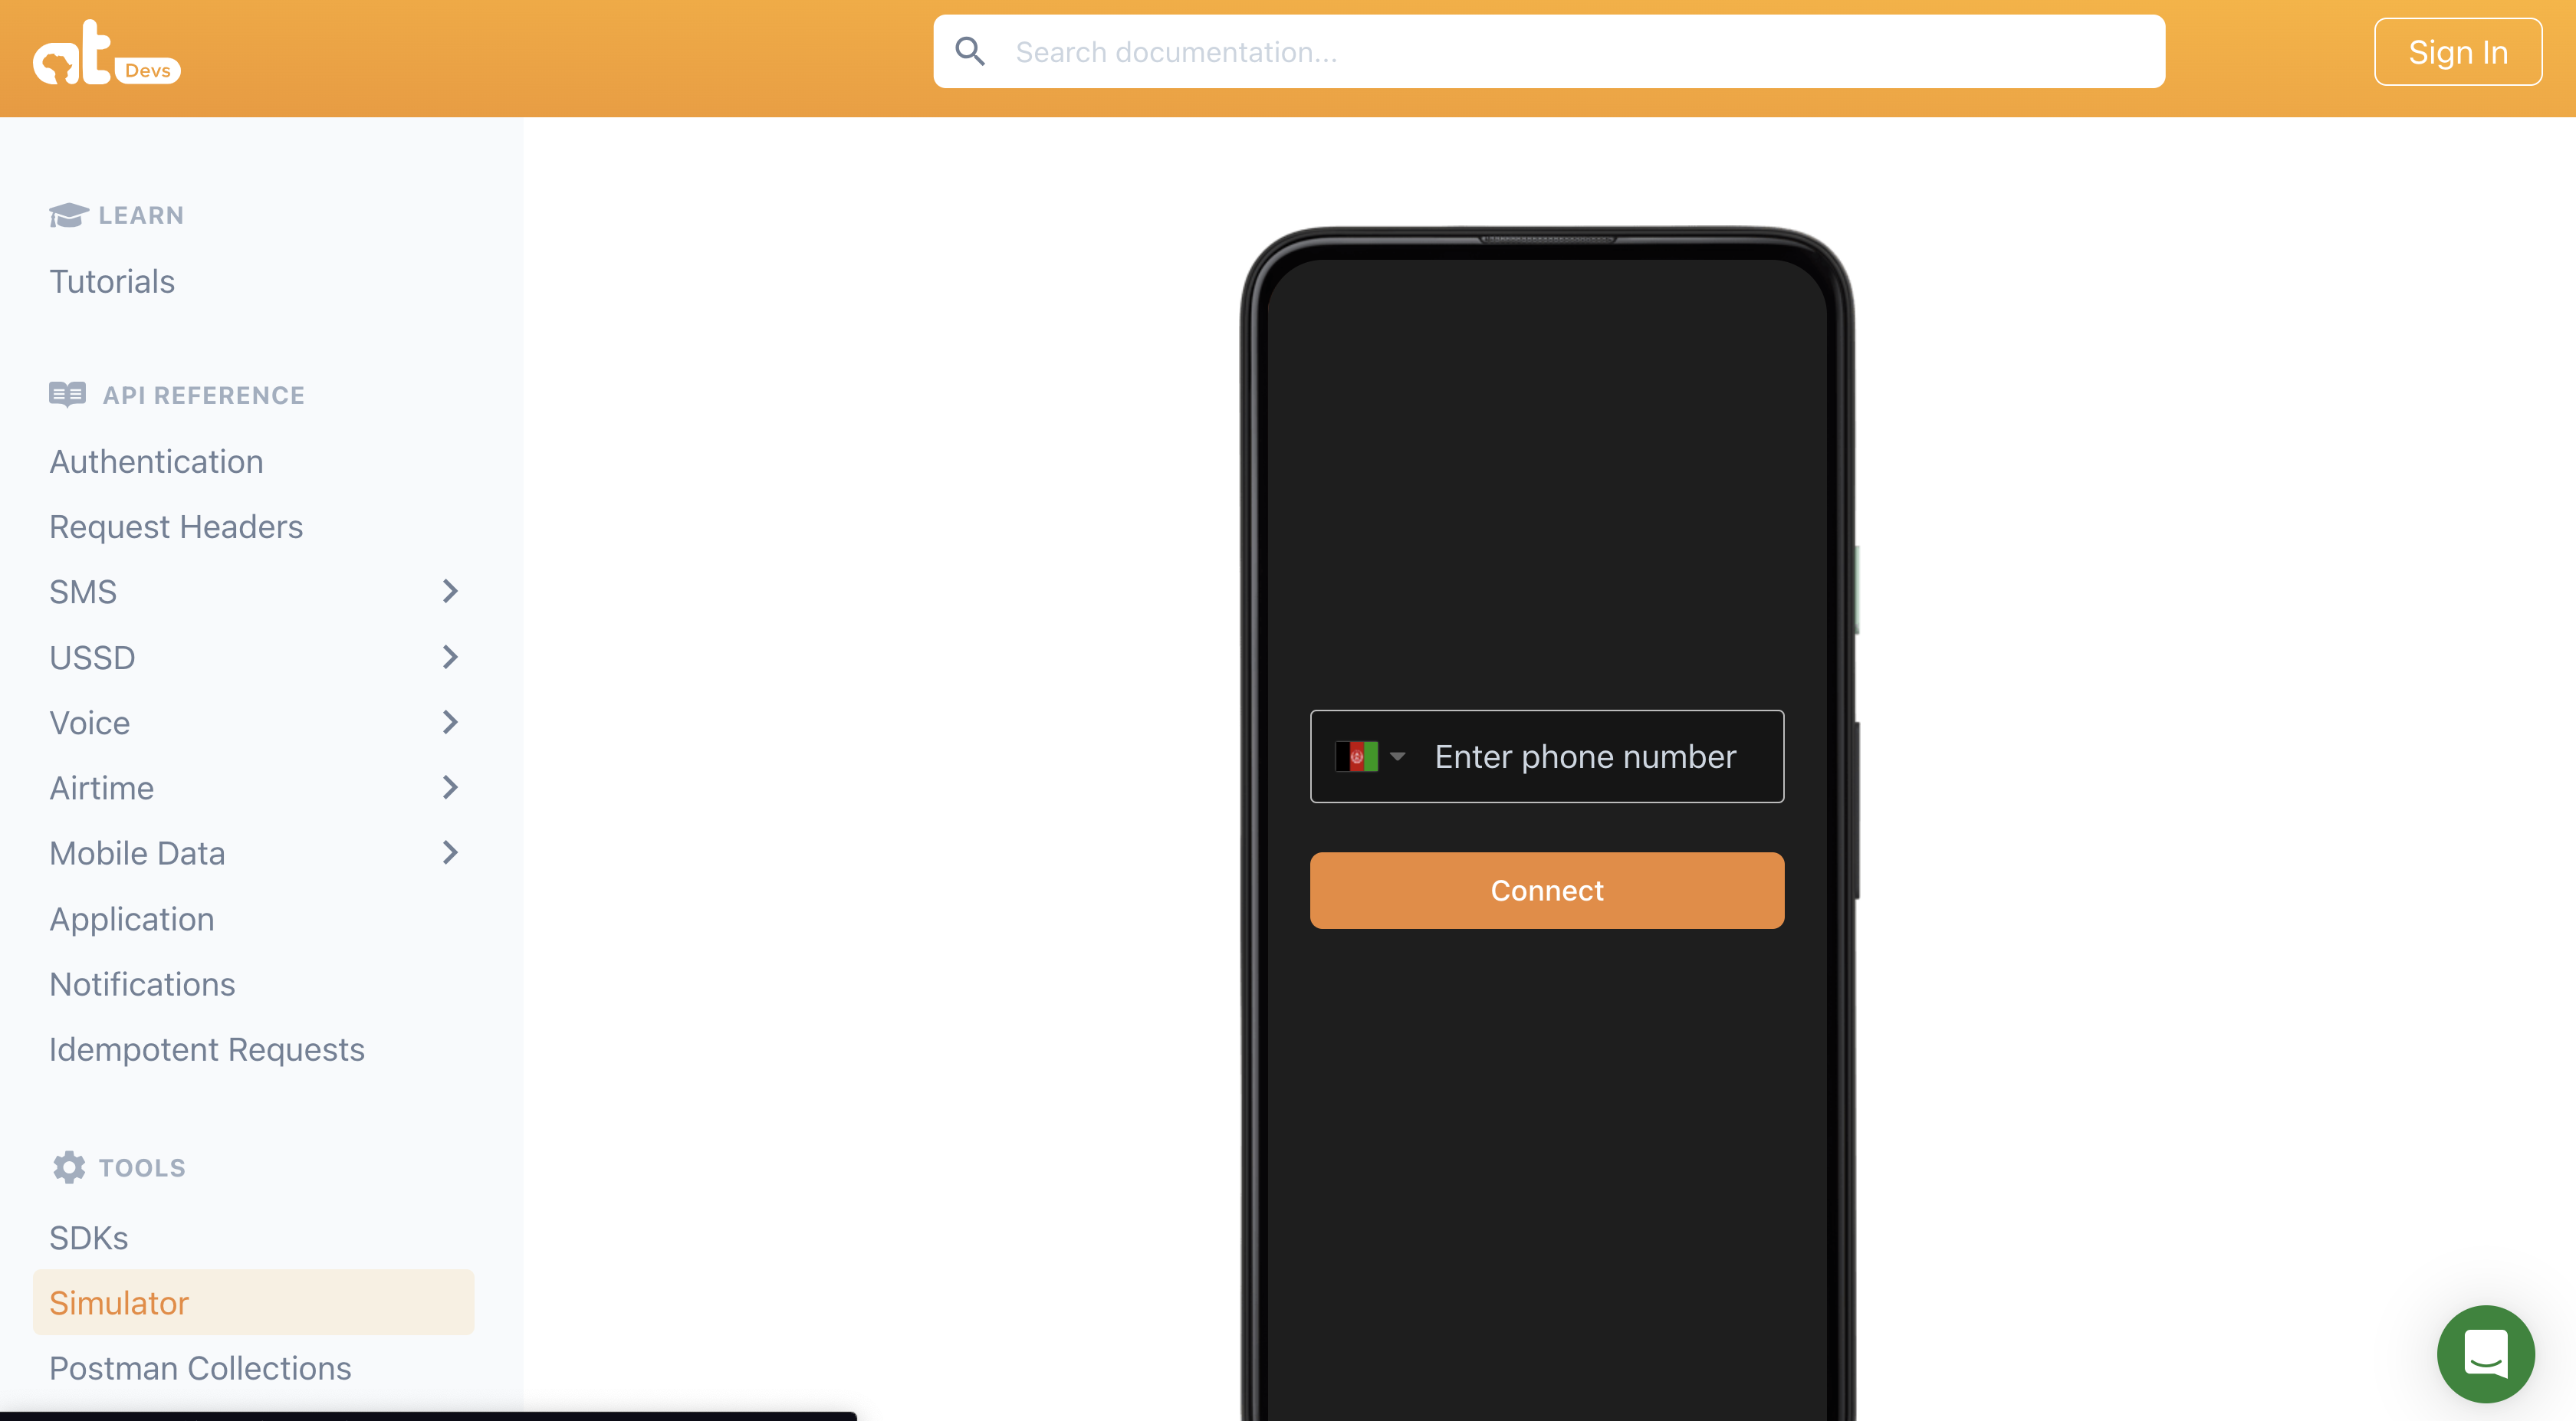 at Devs
Search documentation...
Sign In
LEARN
Tutorials
API REFERENCE
Authentication
Request Headers
SMS
USSD
Voice
Airtime
Mobile Data
Application
Notifications
Idempotent Requests
TOOLS
SDKs
Simulator
Postman Collections
Enter phone number
Connect